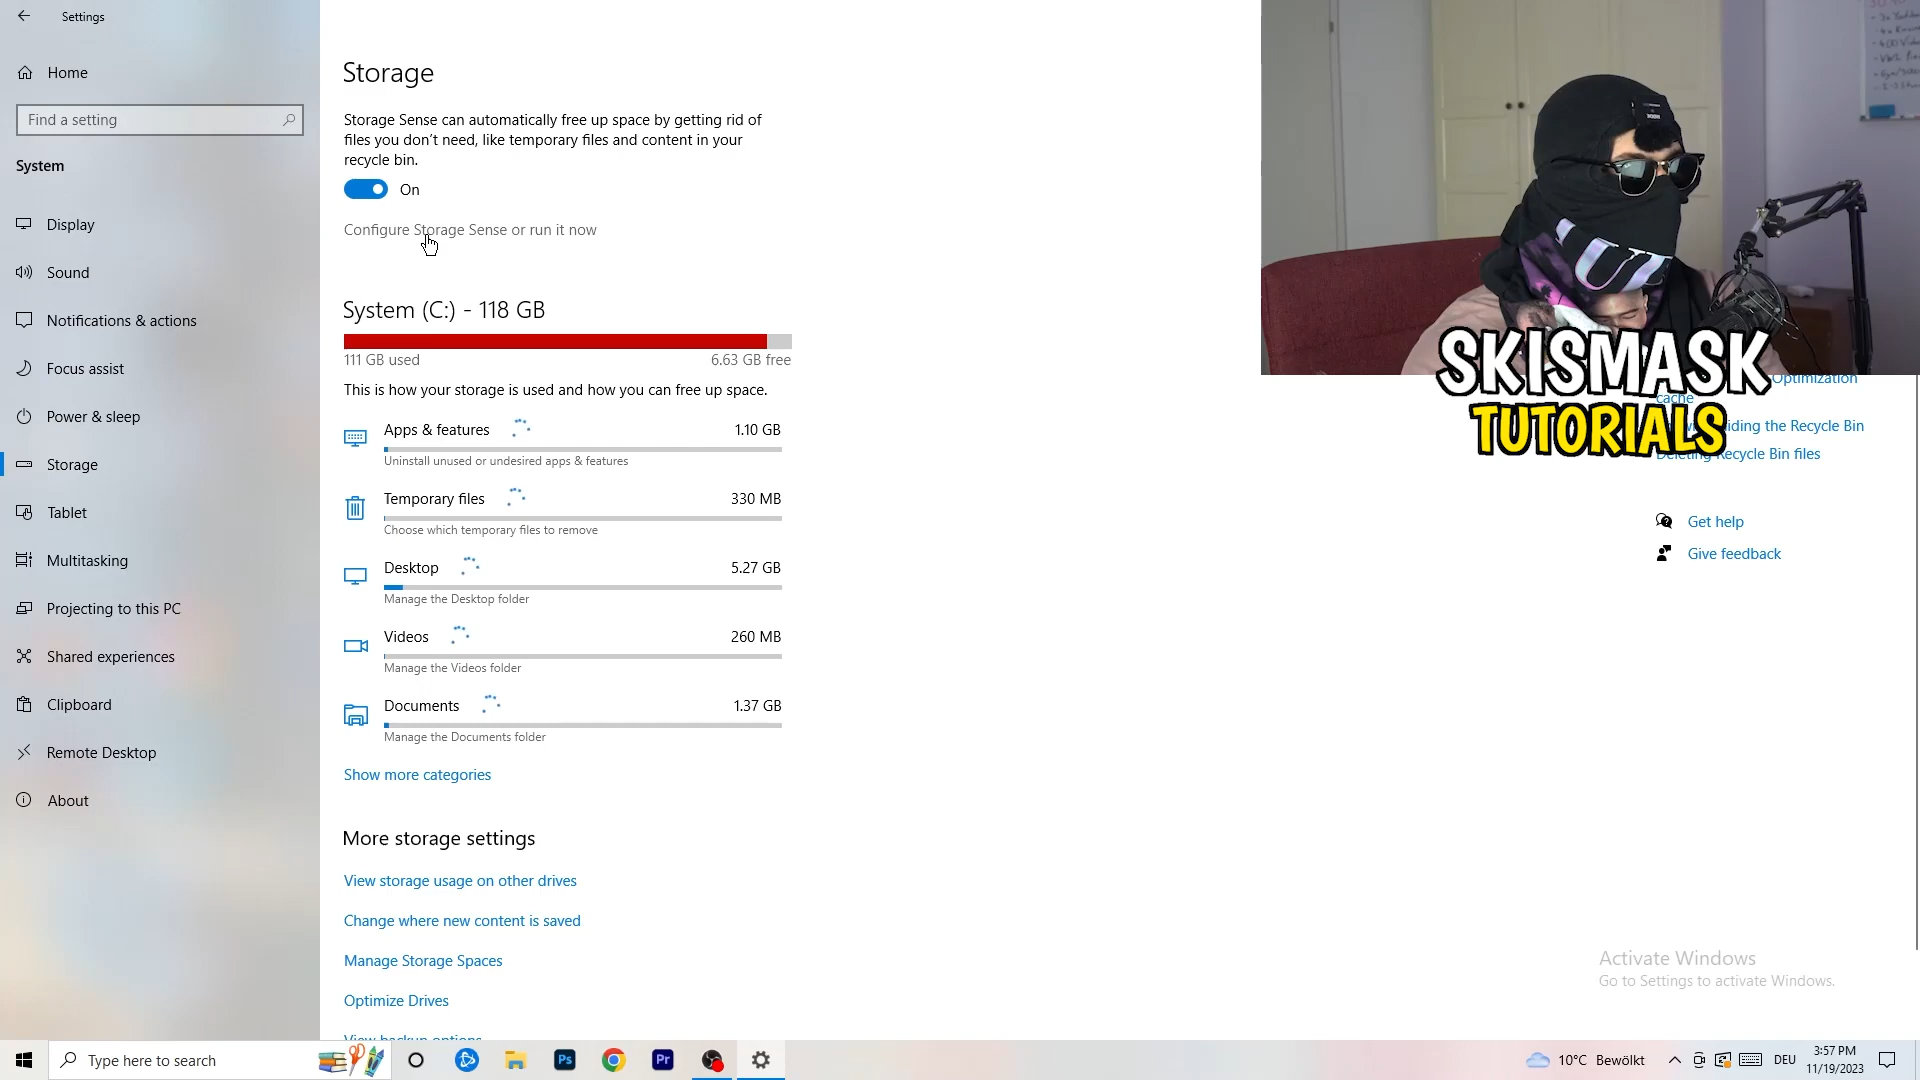 Settings
Home
Find a setting
System
Display
Sound
Notifications & actions
Focus assist
Power & sleep
Storage
Tablet
Multitasking
Projecting to this PC
Shared experiences
Clipboard
Remote Desktop
About
Storage
Storage Sense can automatically free up space by getting rid of
files you don't need, like temporary files and content in your
recycle bin.
On
Configure Storage Sense or run it now
System (C:) - 118 GB
111 GB used
6.63 GB free
This is how your storage is used and how you can free up space.
Apps & features
1.10 GB
Uninstall unused or undesired apps & features
Temporary files
330 MB
Choose which temporary files to remove
Desktop
5.27 GB
Manage the Desktop folder
Videos
260 MB
Manage the Videos folder
Documents
1.37 GB
Manage the Documents folder
Show more categories
More storage settings
View storage usage on other drives
Change where new content is saved
Manage Storage Spaces
Optimize Drives
View backup options
SKISMASK
TUTORIALS
Optimization
cache
the Recycle Bin
Recycle Bin files
Get help
Give feedback
Activate Windows
Go to Settings to activate Windows.
Type here to search
Ps
Pr
10°C Bewölkt
DEU
3:57 PM
11/19/2023